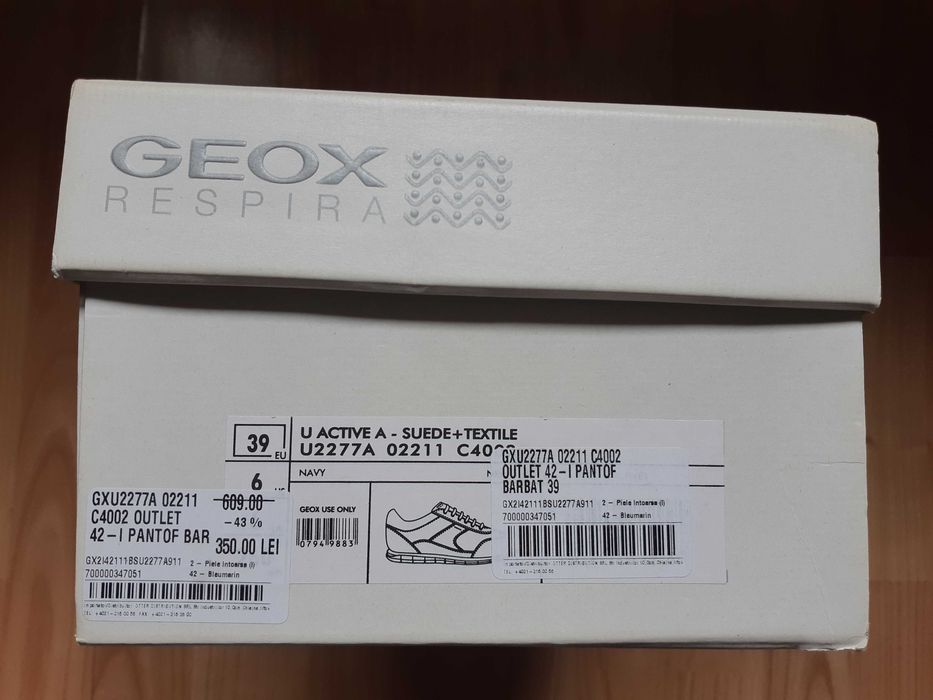 GEOX
RESPIRA
39 EU
6
U ACTIVE A - SUEDE+TEXTILE
U2277A 02211 C40
NAVY
GEOX USE ONLY
0794 9883
GXU2277A 02211
C4002 OUTLET
42-I PANTOF BAR
609.00
-43 %
350.00 LEI
GX2I42111BSU2277A911
2 - Piele intoarsa (I)
700000347051
42 - Bleumarin
GXU2277A 02211 C4002
OUTLET 42-I PANTOF
BARBAT 39
GX2I42111BSU2277A911
2 - Piele intoarsa (I)
700000347051
42 - Bleumarin